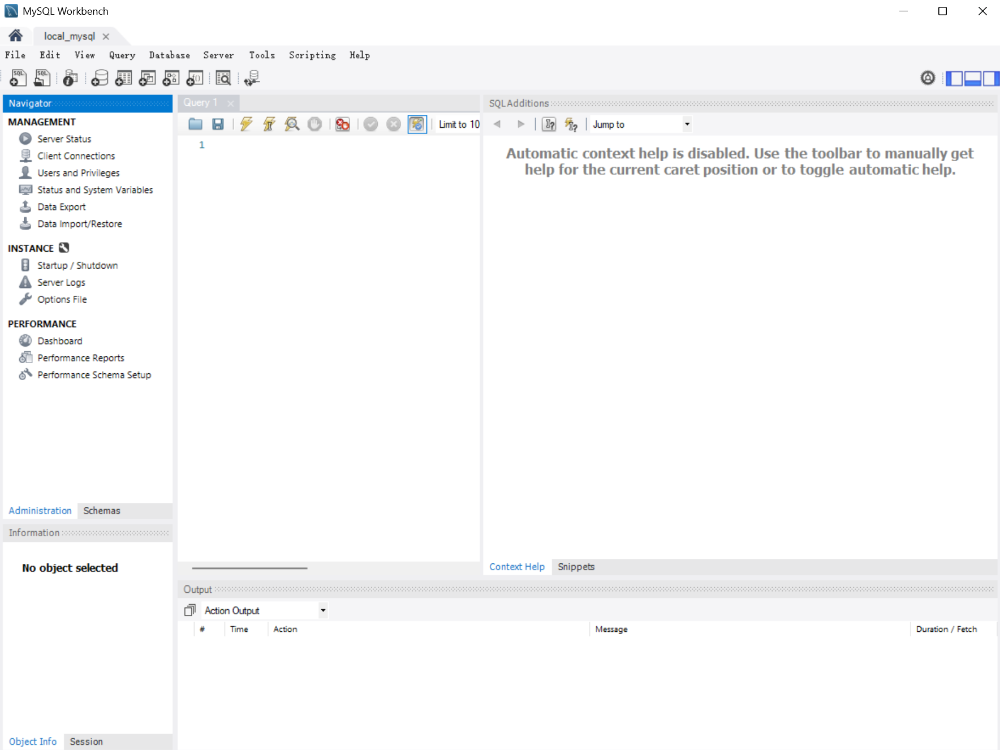 MySQL Workbench
local_mysql
File Edit View Query Database Server Tools Scripting Help
Navigator
MANAGEMENT
Server Status
Client Connections
Users and Privileges
Status and System Variables
Data Export
Data Import/Restore
INSTANCE
Startup / Shutdown
Server Logs
Options File
PERFORMANCE
Dashboard
Performance Reports
Performance Schema Setup
Administration Schemas
Information
No object selected
Object Info Session
Query 1
Limit to 10
1
SQLAdditions
Jump to
Automatic context help is disabled. Use the toolbar to manually get
help for the current caret position or to toggle automatic help.
Context Help Snippets
Output
Action Output
# Time Action Message Duration / Fetch